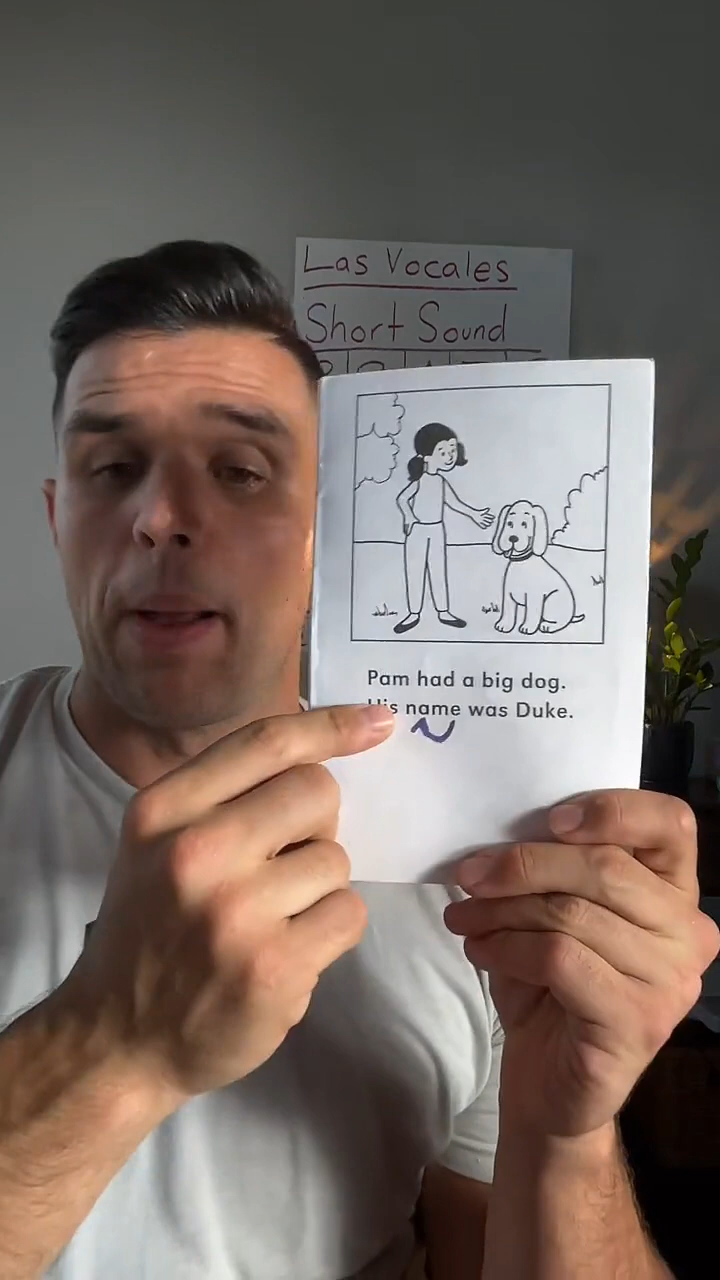 Las Vocales
Short Sound
Pam had a big dog.
His name was Duke.